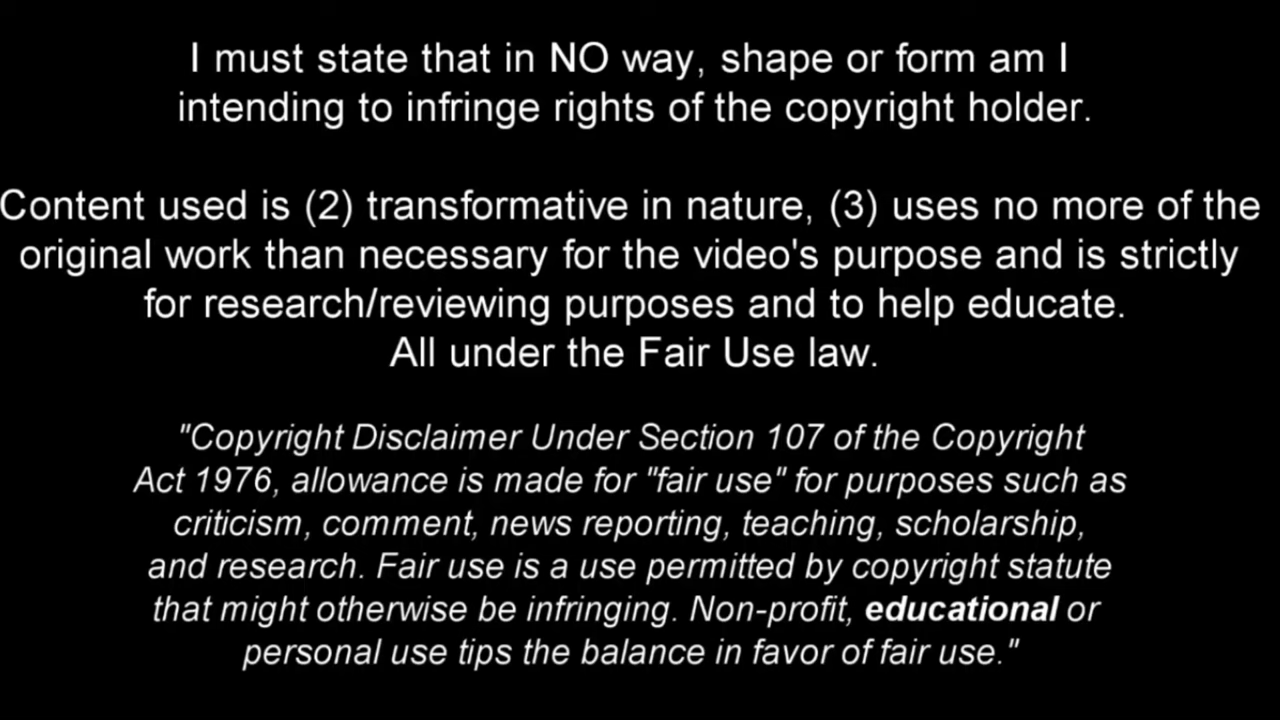 I must state that in NO way, shape or form am I
intending to infringe rights of the copyright holder.
Content used is (2) transformative in nature, (3) uses no more of the
original work than necessary for the video's purpose and is strictly
for research/reviewing purposes and to help educate.
All under the Fair Use law.
"Copyright Disclaimer Under Section 107 of the Copyright
Act 1976, allowance is made for "fair use" for purposes such as
criticism, comment, news reporting, teaching, scholarship,
and research. Fair use is a use permitted by copyright statute
that might otherwise be infringing. Non-profit, educational or
personal use tips the balance in favor of fair use."